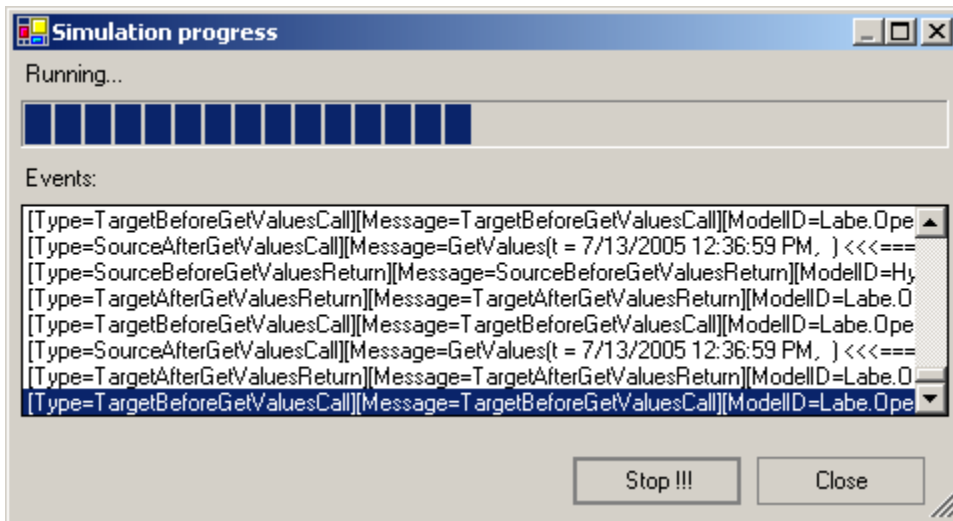 Simulation progress
Running...
Events:
[Type=TargetBeforeGetValuesCall][Message=TargetBeforeGetValuesCall][ModelID=Labe.Ope
[Type=SourceAfterGetValuesCall][Message=GetValues(t = 7/13/2005 12:36:59 PM,  ) <<<===
[Type=SourceBeforeGetValuesReturn][Message=SourceBeforeGetValuesReturn][ModelID=Hy
[Type=TargetAfterGetValuesReturn][Message=TargetAfterGetValuesReturn][ModelID=Labe.O
[Type=TargetBeforeGetValuesCall][Message=TargetBeforeGetValuesCall][ModelID=Labe.Ope
[Type=SourceAfterGetValuesCall][Message=GetValues(t = 7/13/2005 12:36:59 PM,  ) <<<===
[Type=TargetAfterGetValuesReturn][Message=TargetAfterGetValuesReturn][ModelID=Labe.O
[Type=TargetBeforeGetValuesCall][Message=TargetBeforeGetValuesCall][ModelID=Labe.Ope
Stop !!! Close